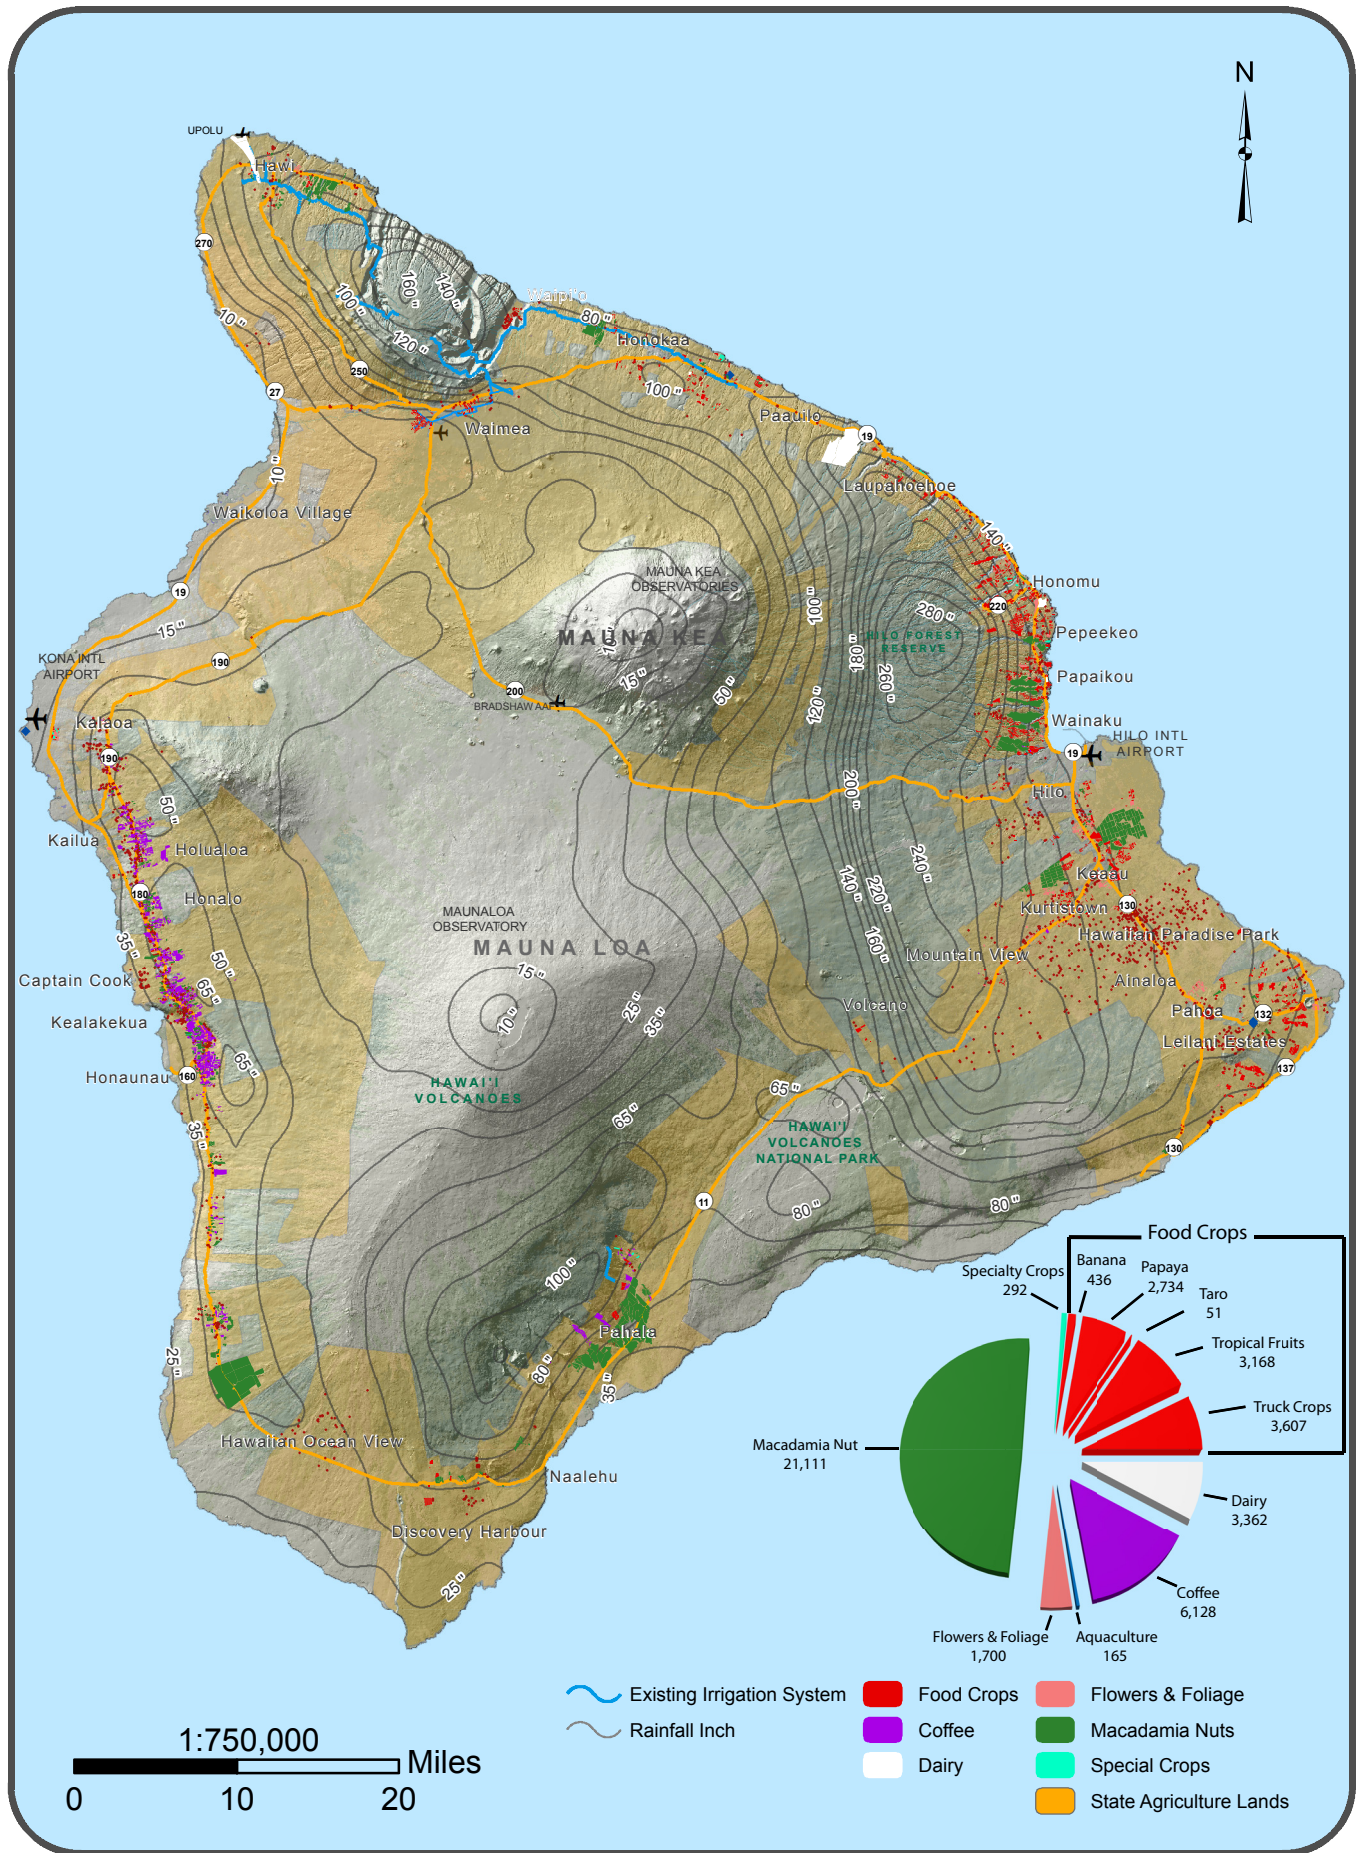 N
UPOLU
Hawi
270
160"
140"
100"
Waipi'o
10"
80"
120"
Honokaa
250
27
100"
Paauilo
Waimea
19
10"
Laupahoehoe
Waikoloa Village
140"
MAUNA KEA
OBSERVATORIES
Honomu
19
100"
220
280"
15"
MAUNA KEA
10"
HILO FOREST
RESERVE
Pepeekeo
180"
KONA INTL
AIRPORT
190
15"
260"
Papaikou
200
50"
BRADSHAW AAF
120"
Kalaoa
Wainaku
HILO INTL
AIRPORT
19
190
200"
Hilo
50"
Kailua
Holualoa
240"
Keaau
140"
220"
180
Honalo
Kurtistown
130
MAUNALOA
OBSERVATORY
35"
Hawaiian Paradise Park
MAUNA LOA
160"
Mountain View
50"
15"
Captain Cook
65"
Ainaloa
25"
Volcano
Kealakekua
10"
35"
Pahoa
132
Leilani Estates
65"
137
Honaunau
160
HAWAI'I
VOLCANOES
65"
65"
35"
HAWAI'I
VOLCANOES
NATIONAL PARK
130
11
80"
80"
Food Crops
100"
Specialty Crops
292
Banana
436
Papaya
2,734
Taro
51
Pahala
Tropical Fruits
3,168
25"
80"
35"
Truck Crops
3,607
Hawaiian Ocean View
Macadamia Nut
21,111
Naalehu
Dairy
3,362
Discovery Harbour
25"
Coffee
6,128
Flowers & Foliage
1,700
Aquaculture
165
Existing Irrigation System
Food Crops
Flowers & Foliage
Rainfall Inch
Coffee
Macadamia Nuts
Dairy
Special Crops
State Agriculture Lands
1:750,000
Miles
0
10
20